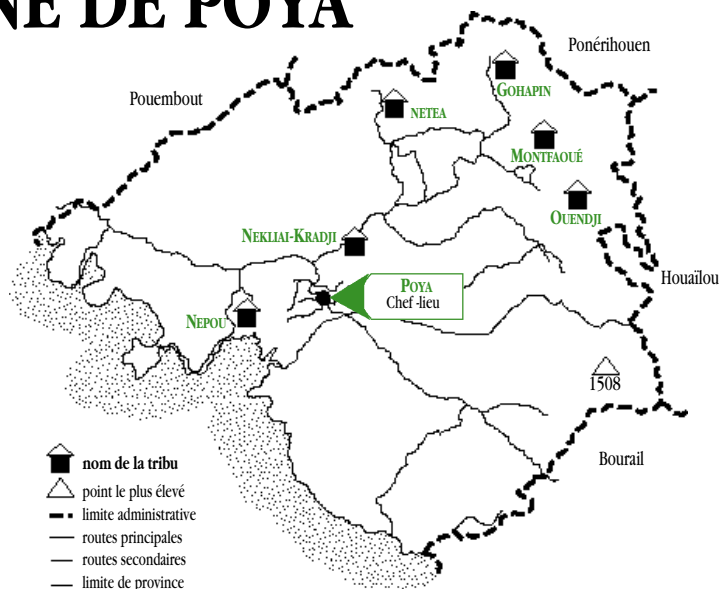 NE DE POYA
Ponérihouen
Pouembout
GOHAPIN
NETEA
MONTFAOUÉ
OUENDJI
NEKLIAI-KRADJI
Houaïlou
POYA
Chef -lieu
NEPOU
1508
Bourail
nom de la tribu
point le plus élevé
limite administrative
routes principales
routes secondaires
limite de province